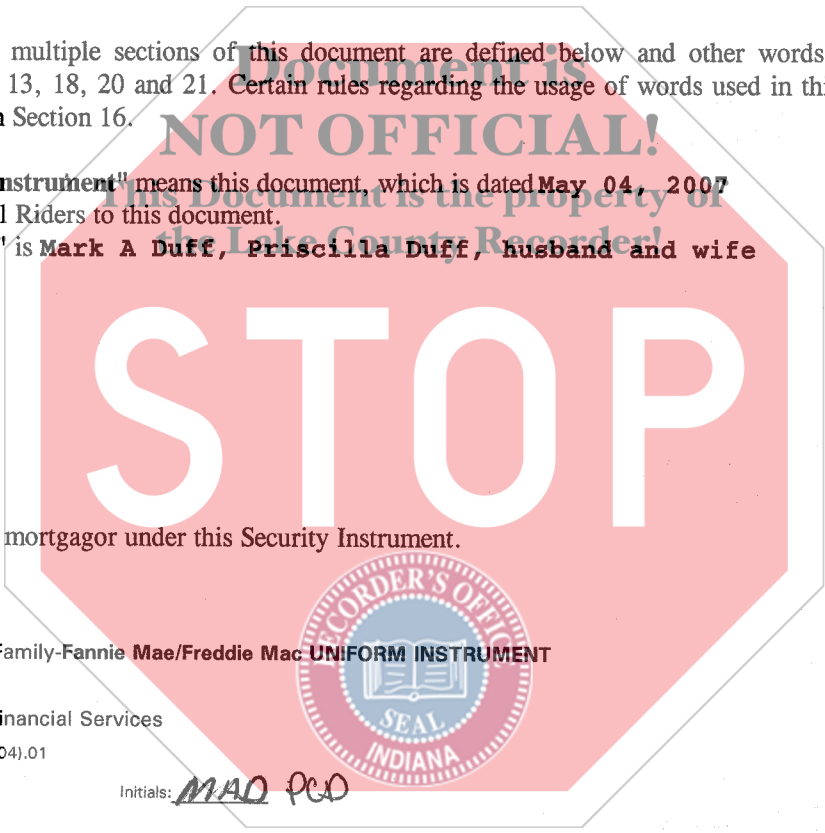 multiple sections of this document are defined below and other words
Document is
13, 18, 20 and 21. Certain rules regarding the usage of words used in thi
Section 16.
NOT OFFICIAL!
nstrument" means this document, which is dated May 04, 2007
This Document is the property of
l Riders to this document.
" is Mark A Duff, Priscilla Duff, husband and wife
the Lake County Recorder!
STOP
mortgagor under this Security Instrument.
RECORDER'S OFFICE
amily-Fannie Mae/Freddie Mac UNIFORM INSTRUMENT
inancial Services
SEAL
04).01
INDIANA
Initials: MAD PCD